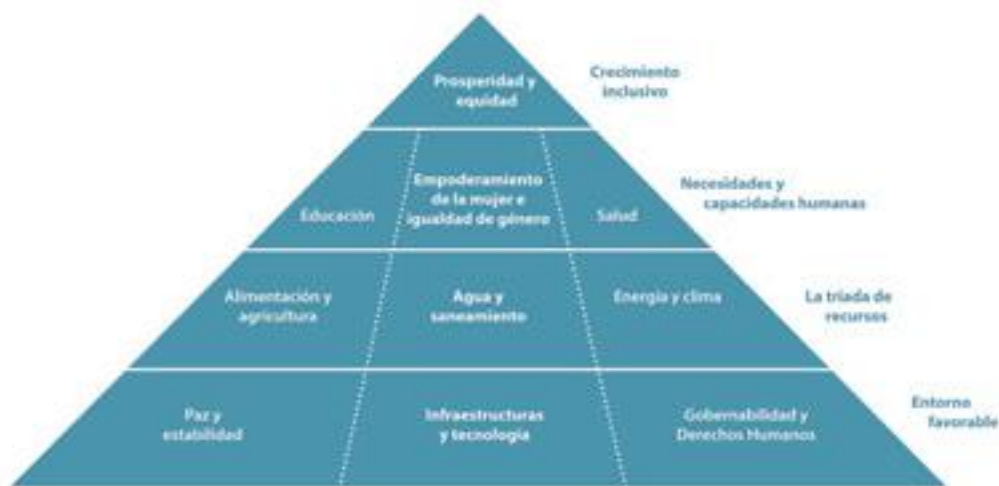 Prosperidad y
equidad
Crecimiento
inclusivo
Educación
Empoderamiento
de la mujer e
igualdad de género
Salud
Necesidades y
capacidades humanas
Alimentación y
agricultura
Agua y
saneamiento
Energía y clima
La triada de
recursos
Paz y
estabilidad
Infraestructuras
y tecnología
Gobernabilidad y
Derechos Humanos
Entorno
favorable